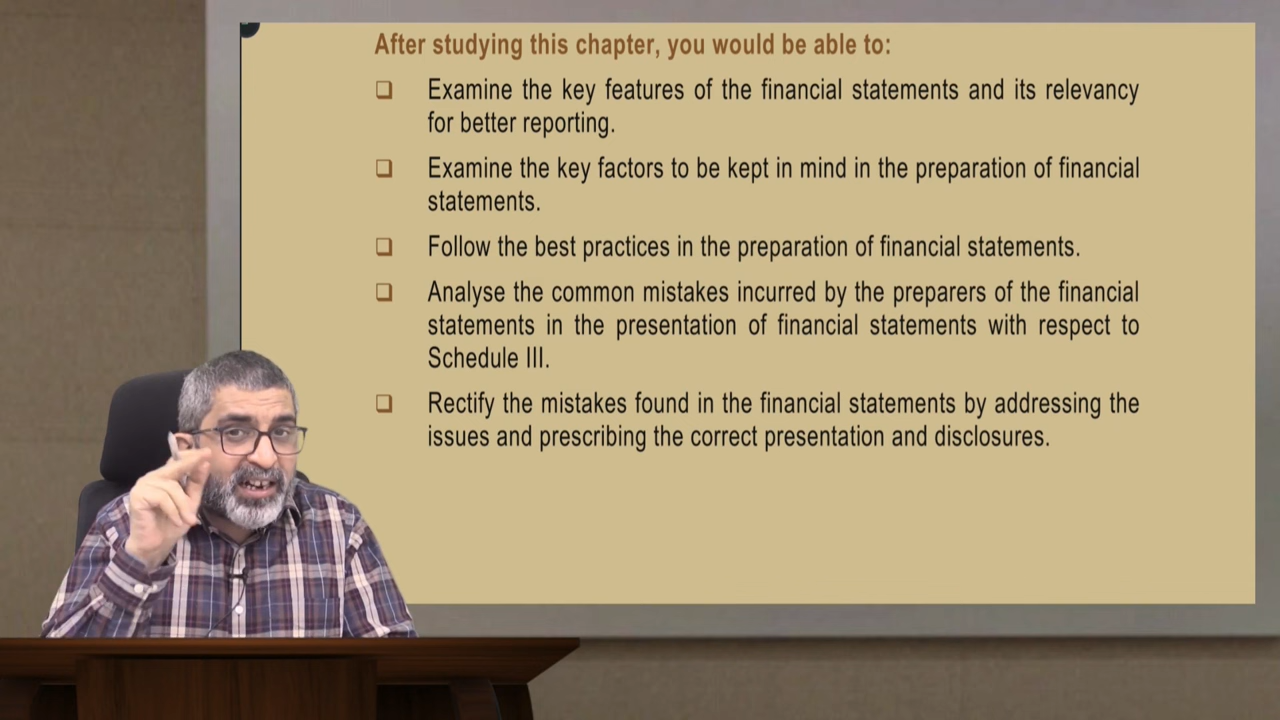 After studying this chapter, you would be able to:
❑ Examine the key features of the financial statements and its relevancy
for better reporting.
❑ Examine the key factors to be kept in mind in the preparation of financial
statements.
❑ Follow the best practices in the preparation of financial statements.
❑ Analyse the common mistakes incurred by the preparers of the financial
statements in the presentation of financial statements with respect to
Schedule III.
❑ Rectify the mistakes found in the financial statements by addressing the
issues and prescribing the correct presentation and disclosures.